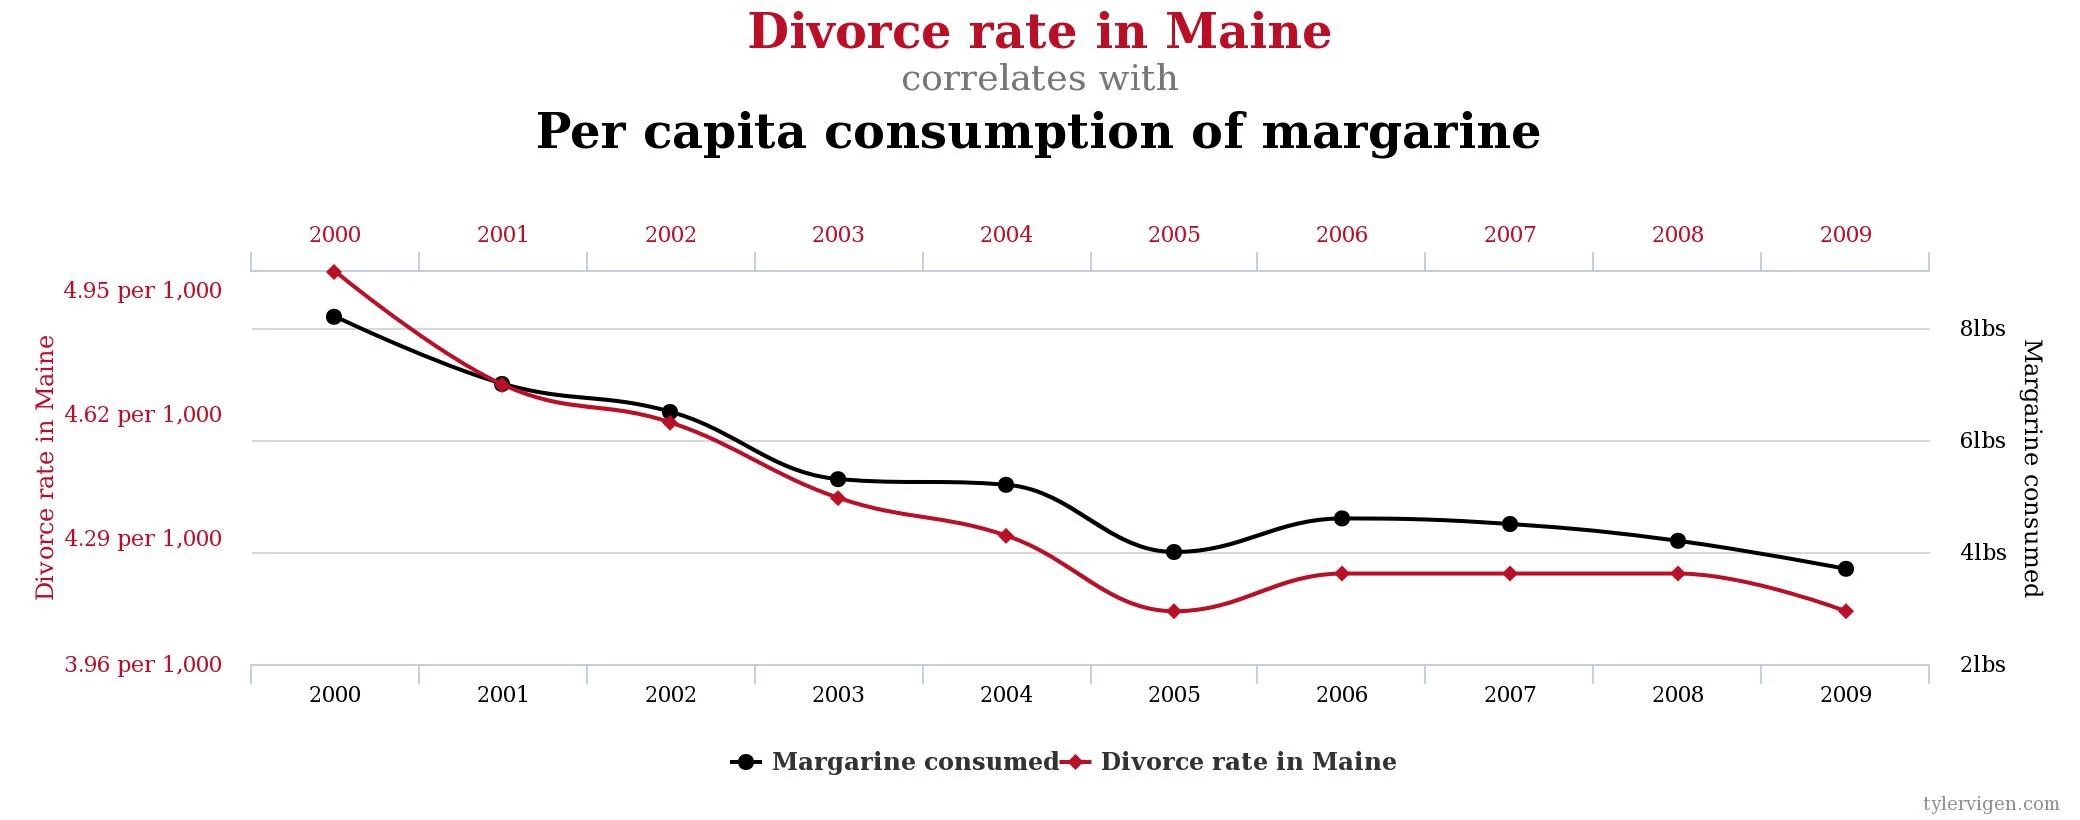 Divorce rate in Maine
correlates with
Per capita consumption of margarine
2000 2001 2002 2003 2004 2005 2006 2007 2008 2009
Divorce rate in Maine
4.95 per 1,000
4.62 per 1,000
4.29 per 1,000
3.96 per 1,000
8lbs
6lbs
4lbs
2lbs
Margarine consumed
2000 2001 2002 2003 2004 2005 2006 2007 2008 2009
Margarine consumed Divorce rate in Maine
tylervigen.com